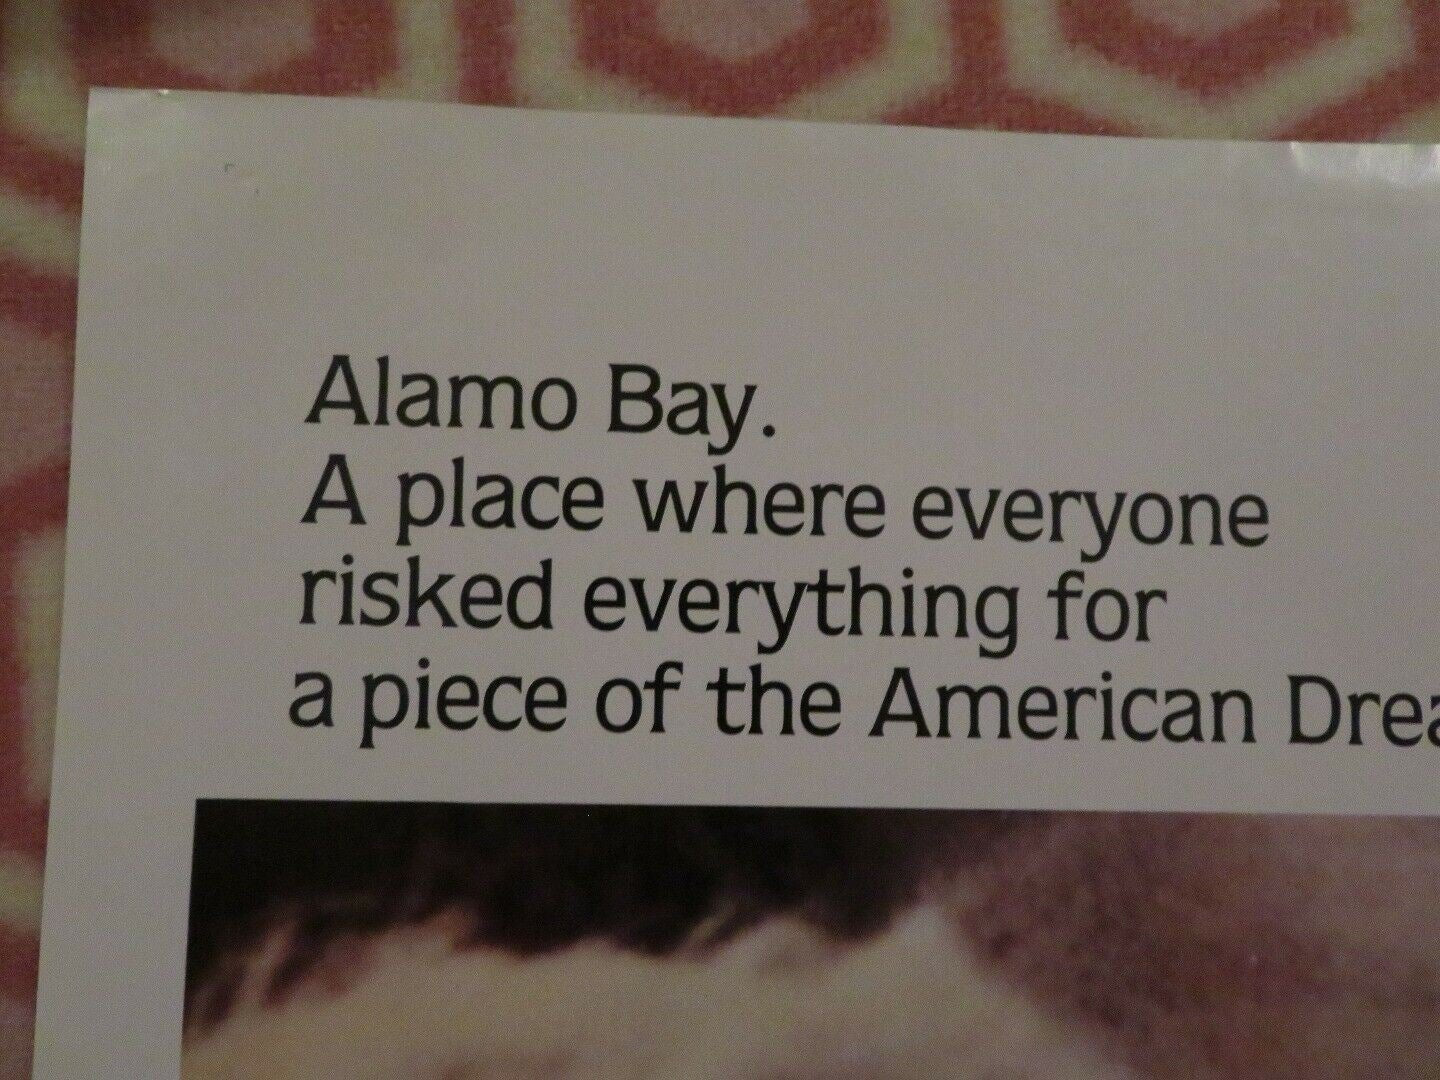 Alamo Bay.
A place where everyone
risked everything for
a piece of the American